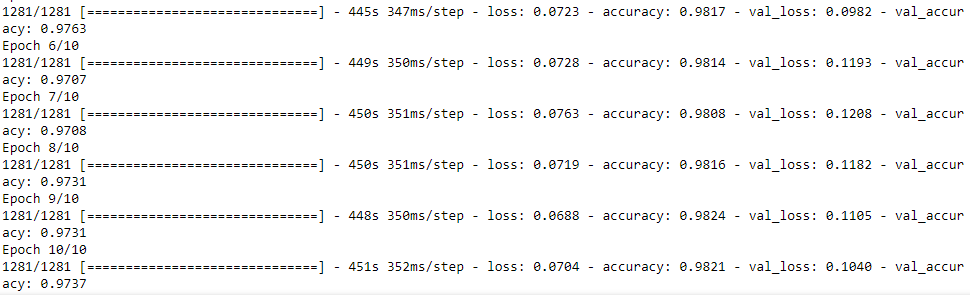 1281/1281 [==============================] - 445s 347ms/step - loss: 0.0723 - accuracy: 0.9817 - val_loss: 0.0982 - val_accur
acy: 0.9763
Epoch 6/10
1281/1281 [==============================] - 449s 350ms/step - loss: 0.0728 - accuracy: 0.9814 - val_loss: 0.1193 - val_accur
acy: 0.9707
Epoch 7/10
1281/1281 [==============================] - 450s 351ms/step - loss: 0.0763 - accuracy: 0.9808 - val_loss: 0.1208 - val_accur
acy: 0.9708
Epoch 8/10
1281/1281 [==============================] - 450s 351ms/step - loss: 0.0719 - accuracy: 0.9816 - val_loss: 0.1182 - val_accur
acy: 0.9731
Epoch 9/10
1281/1281 [==============================] - 448s 350ms/step - loss: 0.0688 - accuracy: 0.9824 - val_loss: 0.1105 - val_accur
acy: 0.9731
Epoch 10/10
1281/1281 [==============================] - 451s 352ms/step - loss: 0.0704 - accuracy: 0.9821 - val_loss: 0.1040 - val_accur
acy: 0.9737